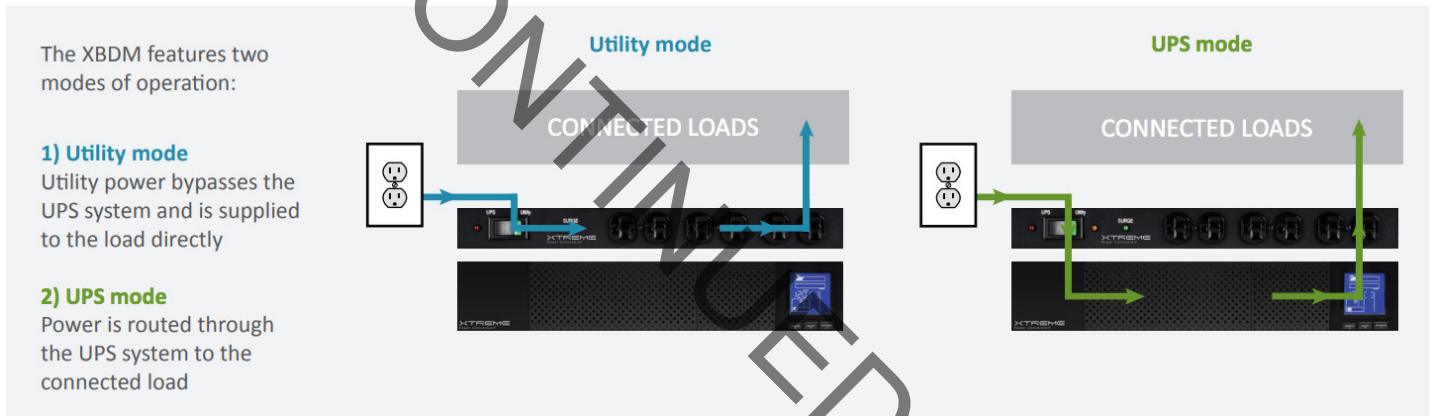 The XBDM features two
modes of operation:
1) Utility mode
Utility power bypasses the
UPS system and is supplied
to the load directly
2) UPS mode
Power is routed through
the UPS system to the
connected load
Utility mode
CONNECTED LOADS
UPS Utility
SURGE
XTREME
XTREME
UPS mode
CONNECTED LOADS
UPS Utility
SURGE
XTREME
XTREME
ONTINUED